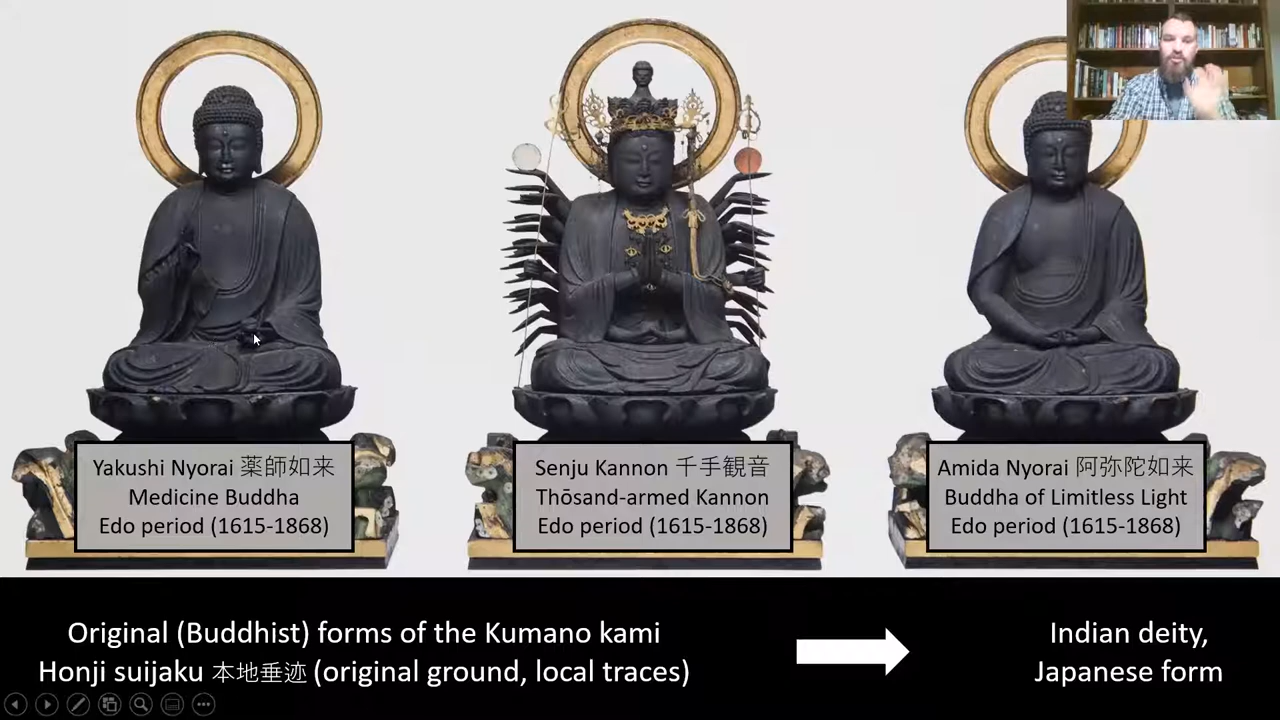 Yakushi Nyorai 薬師如来
Medicine Buddha
Edo period (1615-1868)
Senju Kannon 千手観音
Thōsand-armed Kannon
Edo period (1615-1868)
Amida Nyorai 阿弥陀如来
Buddha of Limitless Light
Edo period (1615-1868)
Original (Buddhist) forms of the Kumano kami
Honji suijaku 本地垂迹 (original ground, local traces)
Indian deity,
Japanese form